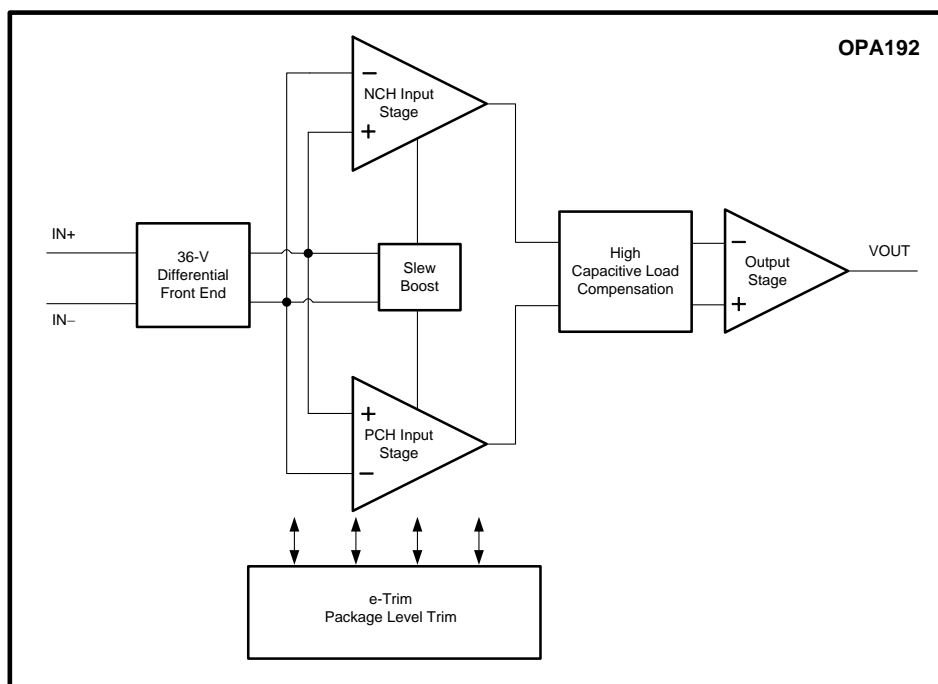 OPA192
−
NCH Input
Stage
+
IN+
36-V
Differential
Front End
IN−
Slew
Boost
High
Capacitive Load
Compensation
−
Output
Stage
+
VOUT
+
PCH Input
Stage
−
e-Trim
Package Level Trim